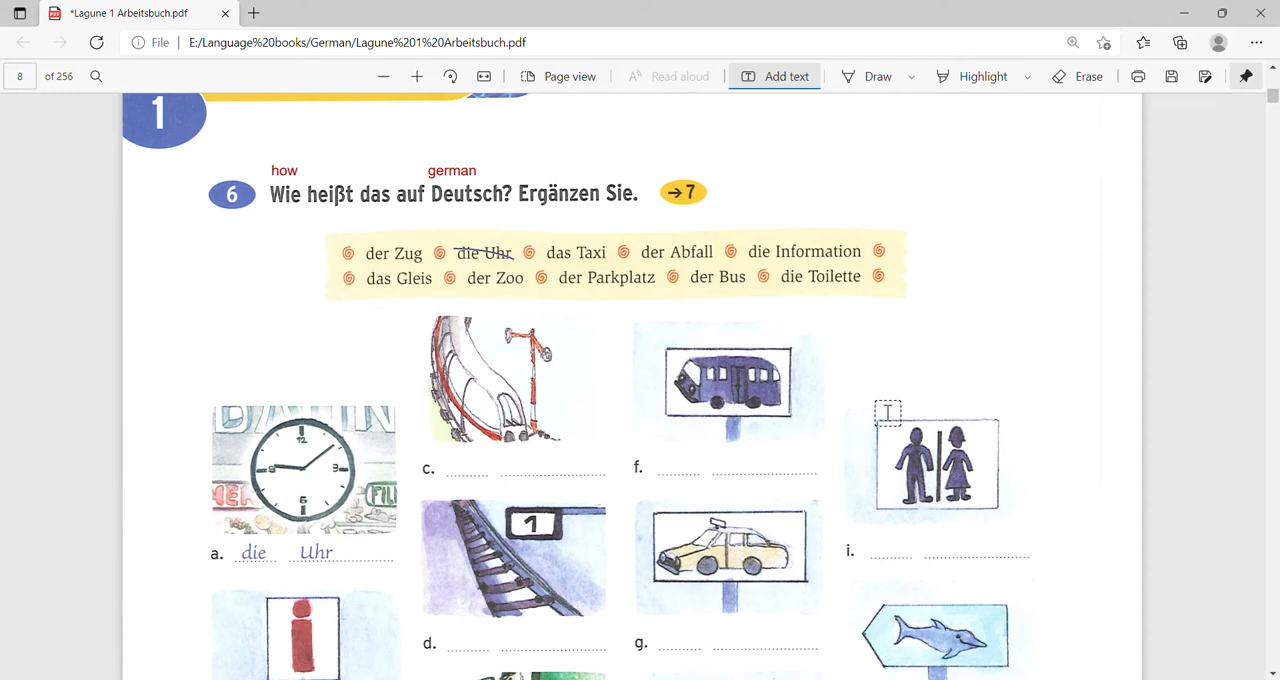 *Lagune 1 Arbeitsbuch.pdf
File | E:/Language%20books/German/Lagune%201%20Arbeitsbuch.pdf
8 of 256 Page view Read aloud Add text Draw Highlight Erase
1
how german
6 Wie heißt das auf Deutsch? Ergänzen Sie. → 7
der Zug die Uhr das Taxi der Abfall die Information
das Gleis der Zoo der Parkplatz der Bus die Toilette
12
3
6
9
FIL
a. die Uhr
c.
1
d.
f.
g.
i.
i